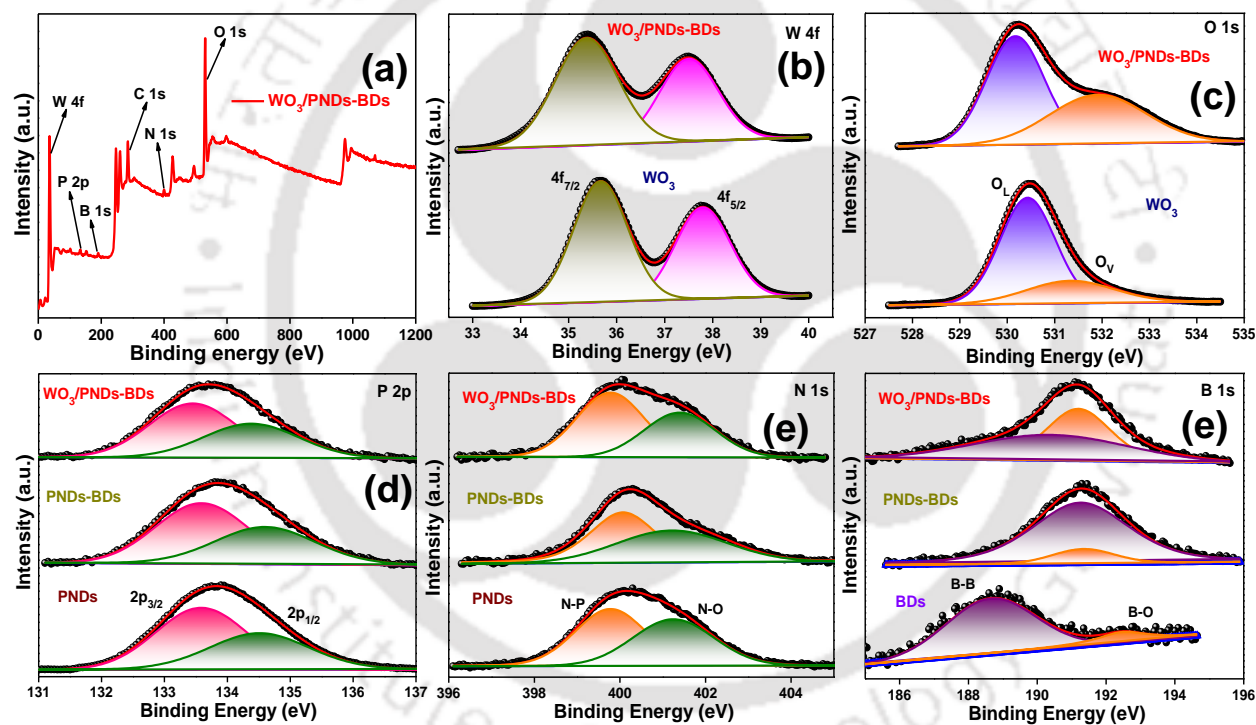 (a)
O 1s
W 4f
C 1s
WO3/PNDs-BDs
N 1s
P 2p
B 1s
Intensity (a.u.)
0 200 400 600 800 1000 1200
Binding energy (eV)
WO3/PNDs-BDs
W 4f
(b)
4f7/2
WO3
4f5/2
Intensity (a.u.)
33 34 35 36 37 38 39 40
Binding Energy (eV)
O 1s
WO3/PNDs-BDs
(c)
OL
WO3
OV
Intensity (a.u.)
527 528 529 530 531 532 533 534 535
Binding Energy (eV)
WO3/PNDs-BDs
P 2p
(d)
PNDs-BDs
PNDs
2p3/2
2p1/2
Intensity (a.u.)
131 132 133 134 135 136 137
Binding Energy (eV)
WO3/PNDs-BDs
N 1s
(e)
PNDs-BDs
PNDs
N-P
N-O
Intensity (a.u.)
396 398 400 402 404
Binding Energy (eV)
WO3/PNDs-BDs
B 1s
(e)
PNDs-BDs
B-B
BDs
B-O
Intensity (a.u.)
186 188 190 192 194 196
Binding Energy (eV)